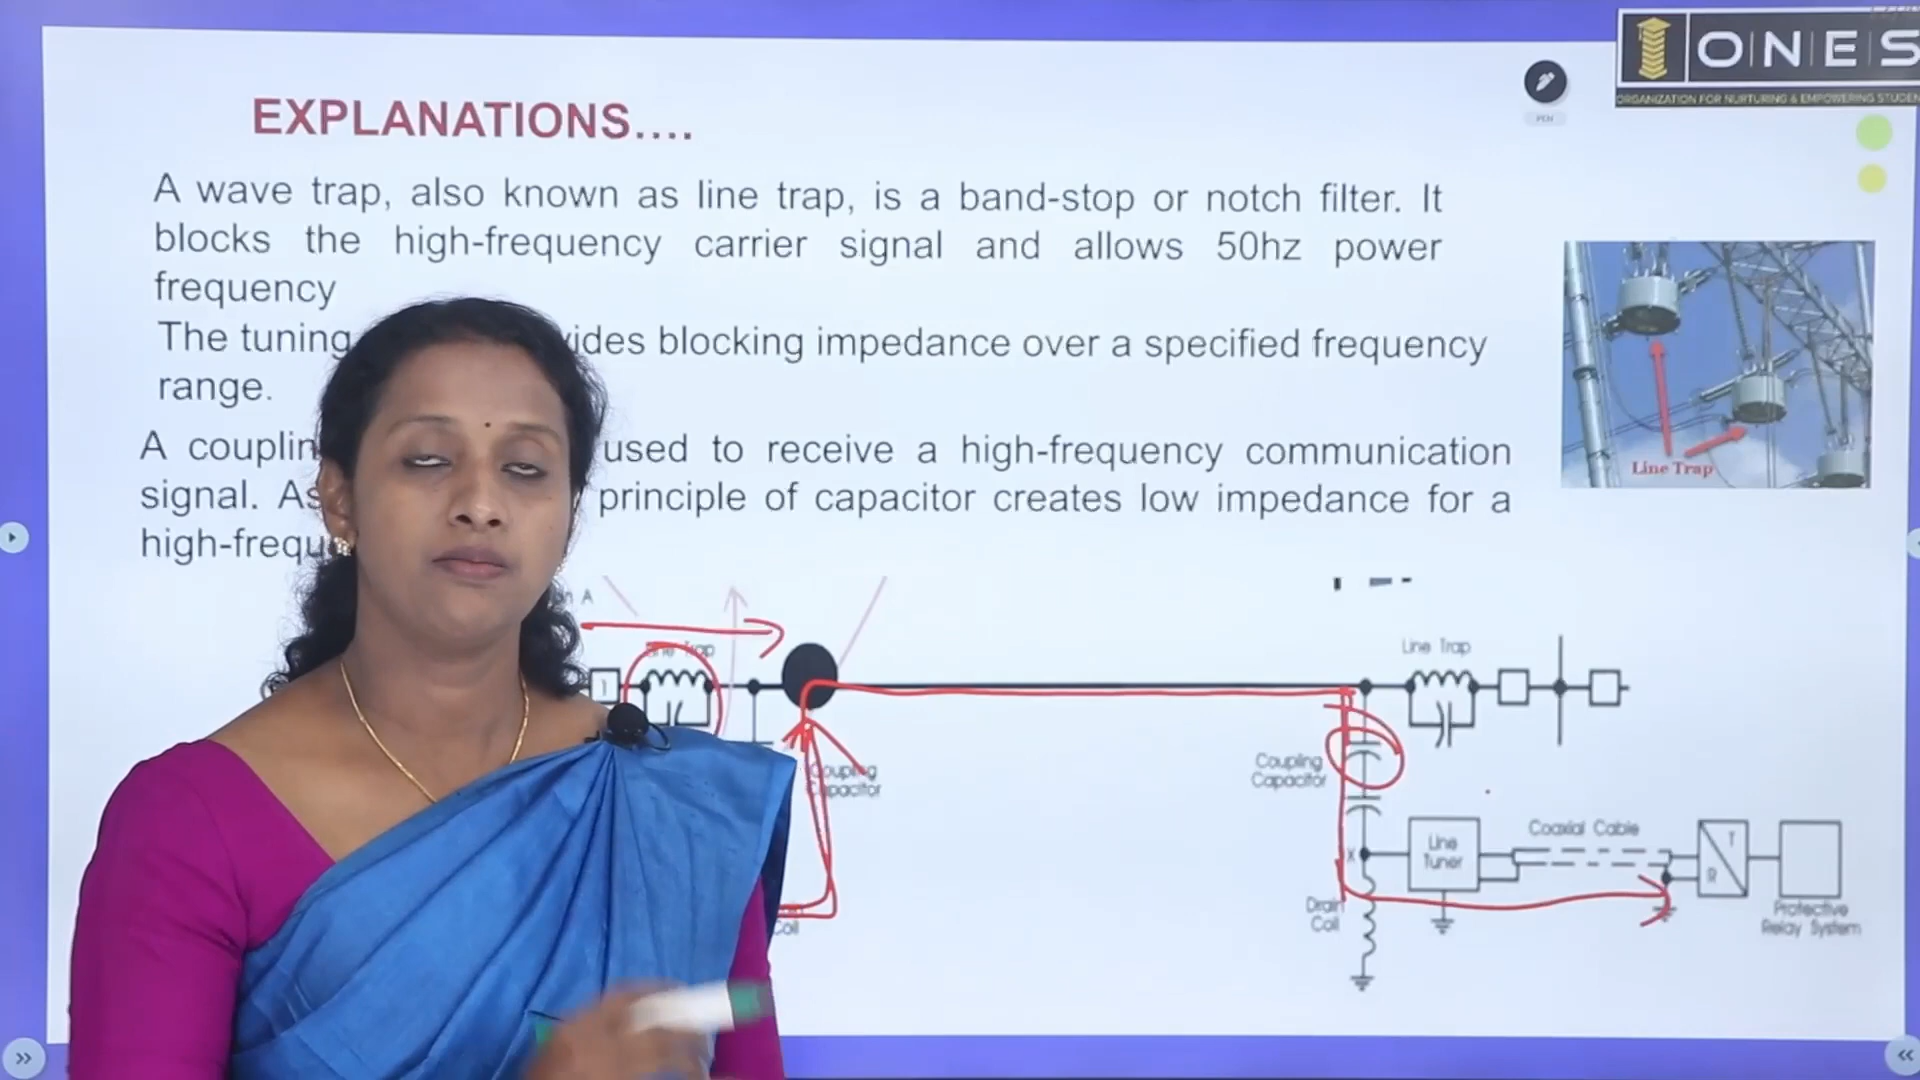 ONES
ORGANIZATION FOR NURTURING & EMPOWERING STUDEN
PEN
EXPLANATIONS....
A wave trap, also known as line trap, is a band-stop or notch filter. It
blocks the high-frequency carrier signal and allows 50hz power
frequency
The tuning vides blocking impedance over a specified frequency
range.
A couplin used to receive a high-frequency communication
signal. As principle of capacitor creates low impedance for a
high-frequ
Line Trap
A
Line Trap
Line Trap
Coupling
Capacitor
Coupling
Capacitor
X
Line
Tuner
Coaxial Cable
T
R
Drain
Coil
Coil
Protective
Relay System